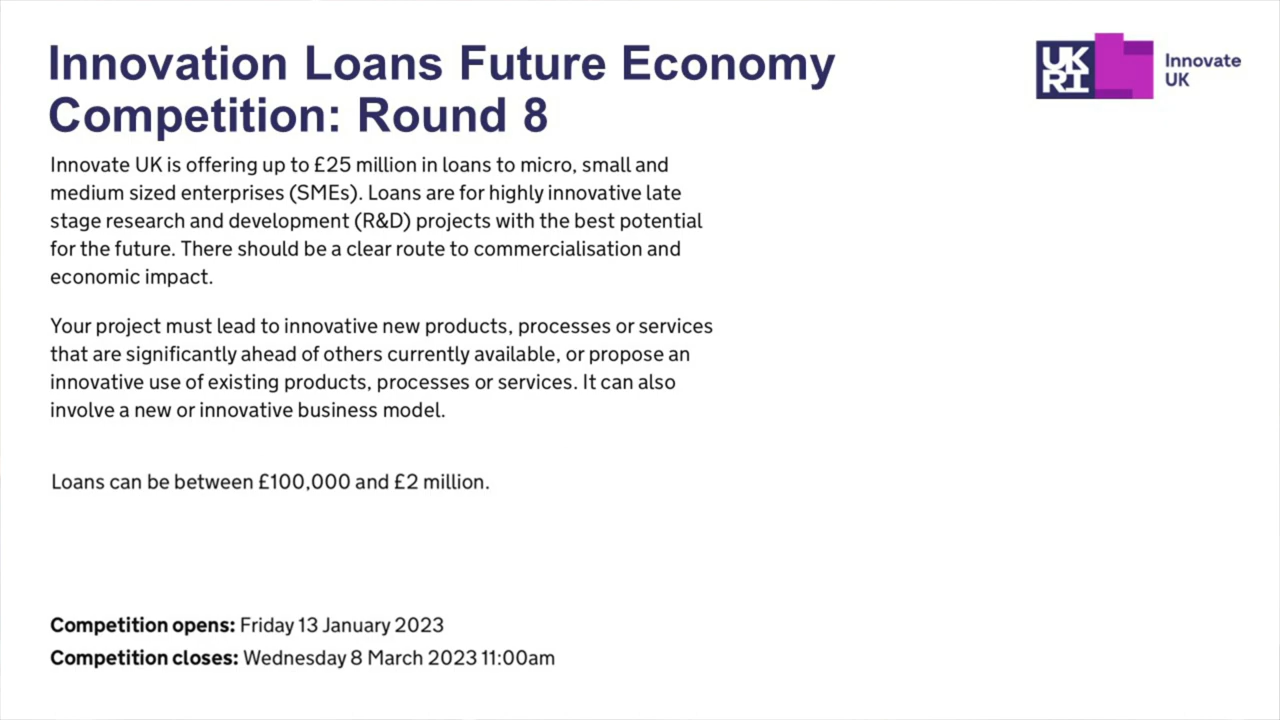 Innovation Loans Future Economy
Competition: Round 8
UK
RI
Innovate
UK
Innovate UK is offering up to £25 million in loans to micro, small and
medium sized enterprises (SMEs). Loans are for highly innovative late
stage research and development (R&D) projects with the best potential
for the future. There should be a clear route to commercialisation and
economic impact.
Your project must lead to innovative new products, processes or services
that are significantly ahead of others currently available, or propose an
innovative use of existing products, processes or services. It can also
involve a new or innovative business model.
Loans can be between £100,000 and £2 million.
Competition opens: Friday 13 January 2023
Competition closes: Wednesday 8 March 2023 11:00am